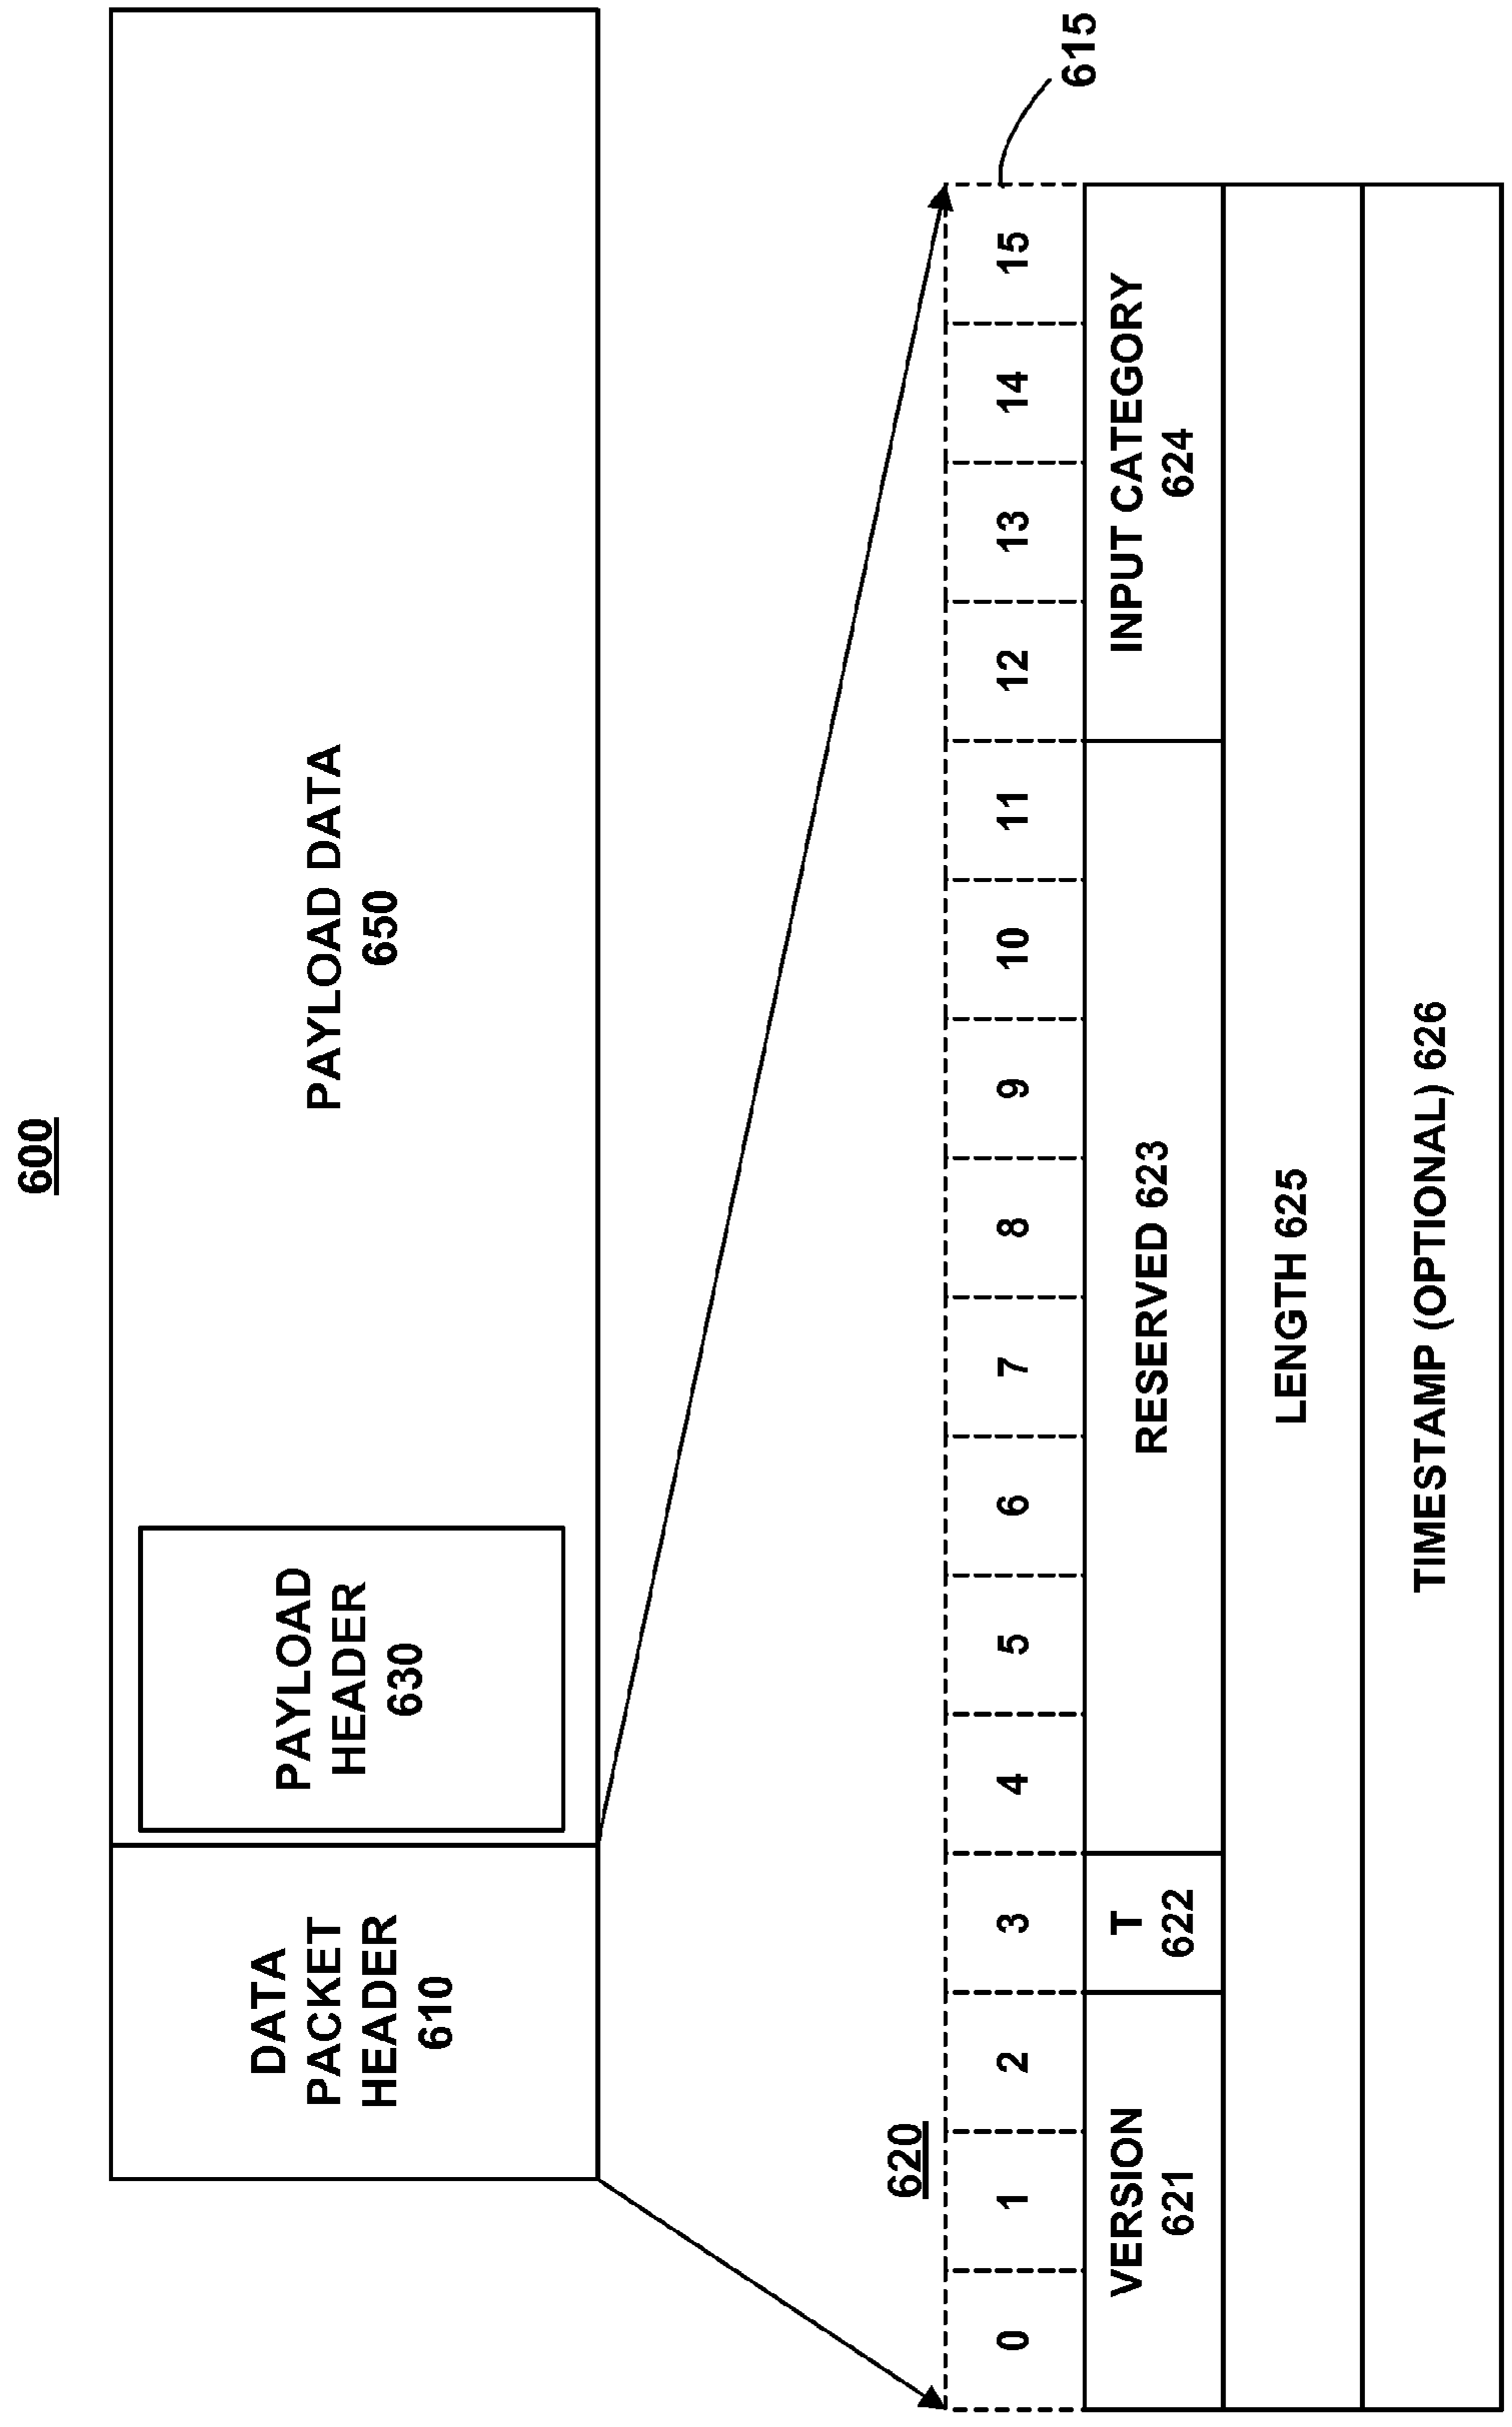 600
DATA
PACKET
HEADER
610
PAYLOAD
HEADER
630
PAYLOAD DATA
650
620
0 1 2 3 4 5 6 7 8 9 10 11 12 13 14 15
615
VERSION
621
T
622
RESERVED 623
INPUT CATEGORY
624
LENGTH 625
TIMESTAMP (OPTIONAL) 626